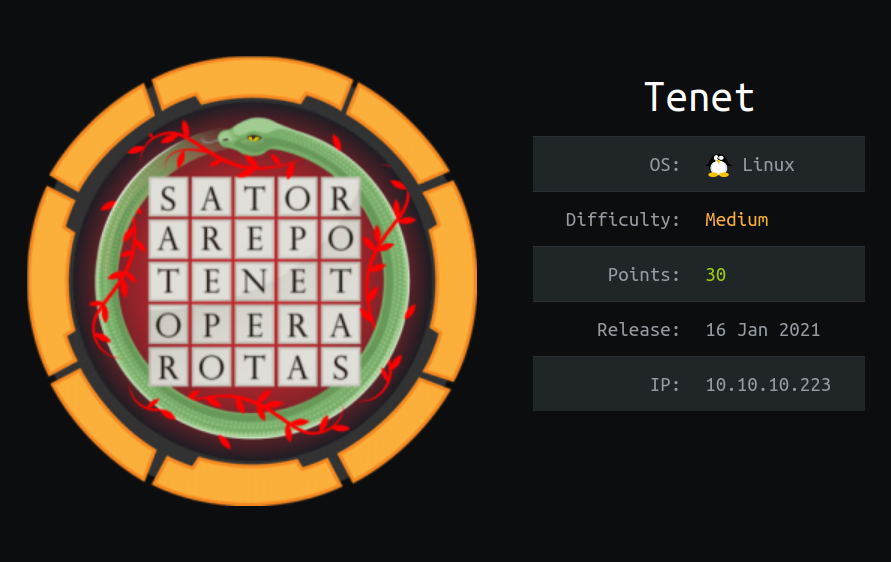 SATOR
AREPO
TENET
OPERA
ROTAS
Tenet
OS: Linux
Difficulty: Medium
Points: 30
Release: 16 Jan 2021
IP: 10.10.10.223